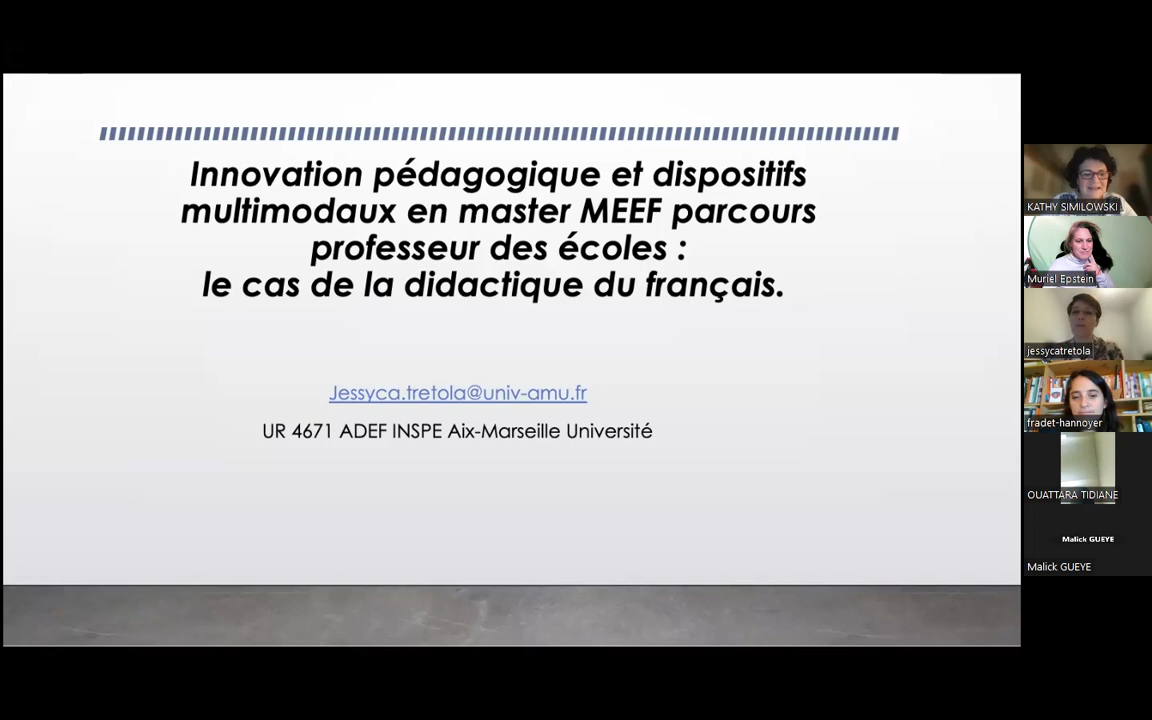 Innovation pédagogique et dispositifs
multimodaux en master MEEF parcours
professeur des écoles :
le cas de la didactique du français.
Jessyca.tretola@univ-amu.fr
UR 4671 ADEF INSPE Aix-Marseille Université
KATHY SIMILOWSKI
Muriel Epstein
jessycatretola
fradet-hannoyer
OUATTARA TIDIANE
Malick GUEYE
Malick GUEYE